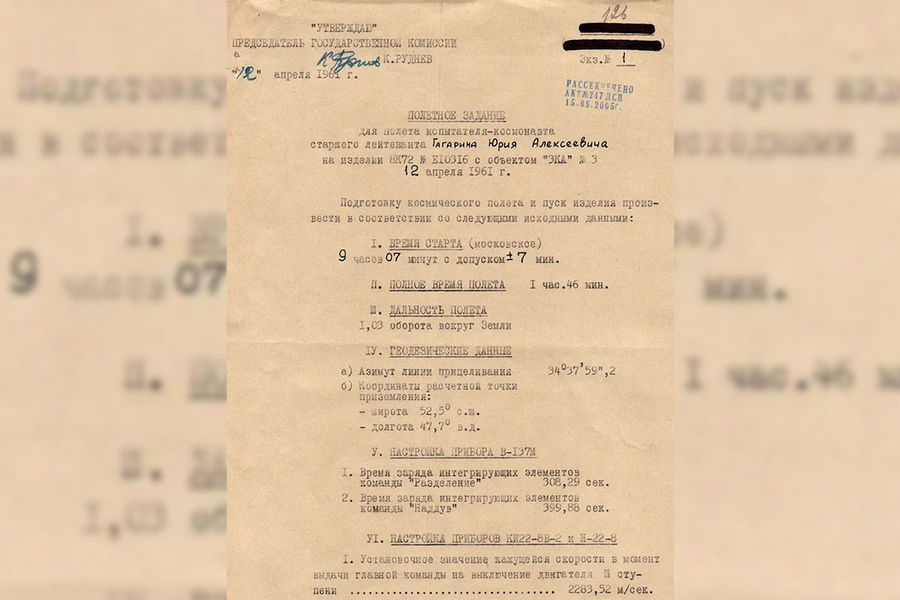 126
"УТВЕРЖДАЮ"
ПРЕДСЕДАТЕЛЬ ГОСУДАРСТВЕННОЙ КОМИССИИ
К.РУДНЕВ
Экз.№ 1
"12" апреля 1961 г.
РАССЕКРЕЧЕНО
АКТ№247ДСП
15.09.2005г.
ПОЛЕТНОЕ ЗАДАНИЕ
для полета испытателя-космонавта
старшего лейтенанта Гагарина Юрия Алексеевича
на изделии 8К72 № Е10316 с объектом "ЗКА" № 3
12 апреля 1961 г.
Подготовку космического полета и пуск изделия произ-
вести в соответствии со следующими исходными данными:
I. ВРЕМЯ СТАРТА (московское)
9 часов 07 минут с допуском ± 7 мин.
П. ПОЛНОЕ ВРЕМЯ ПОЛЕТА I час.46 мин.
Ш. ДАЛЬНОСТЬ ПОЛЕТА
I,03 оборота вокруг Земли
IУ. ГЕОДЕЗИЧЕСКИЕ ДАННЫЕ
а) Азимут линии прицеливания 34°37'59",2
б) Координаты расчетной точки
приземления:
- широта 52,5° с.ш.
- долгота 47,7° в.д.
У. НАСТРОЙКА ПРИБОРА В-I37М
I. Время заряда интегрирующих элементов
команды "Разделение" 308,29 сек.
2. Время заряда интегрирующих элементов
команды "Наддув" 399,88 сек.
УI. НАСТРОЙКА ПРИБОРОВ КИ22-8В-2 и И-22-8
I. Установочное значение кажущейся скорости в момент
выдачи главной команды на выключение двигателя Ш сту-
пени ................................ 2283,52 м/сек.